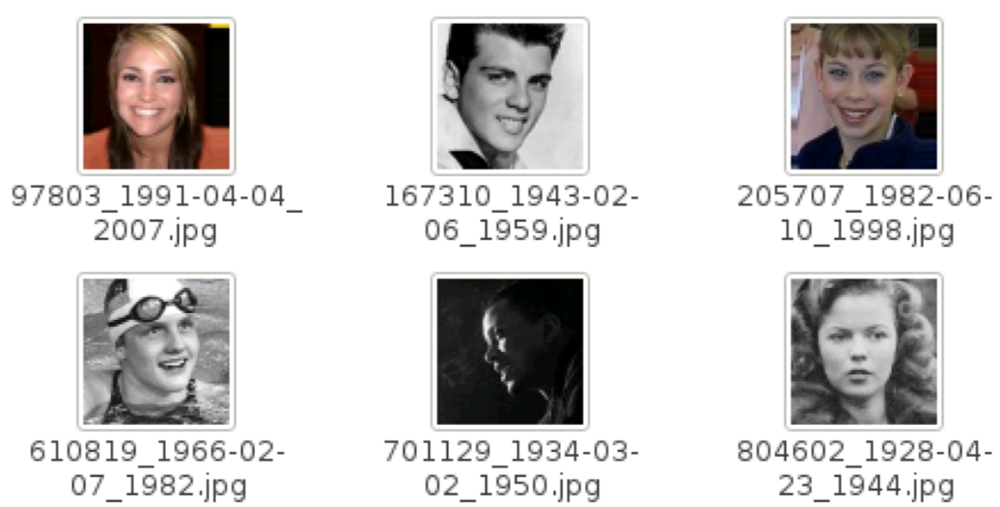 97803_1991-04-04_
2007.jpg
167310_1943-02-
06_1959.jpg
205707_1982-06-
10_1998.jpg
610819_1966-02-
07_1982.jpg
701129_1934-03-
02_1950.jpg
804602_1928-04-
23_1944.jpg